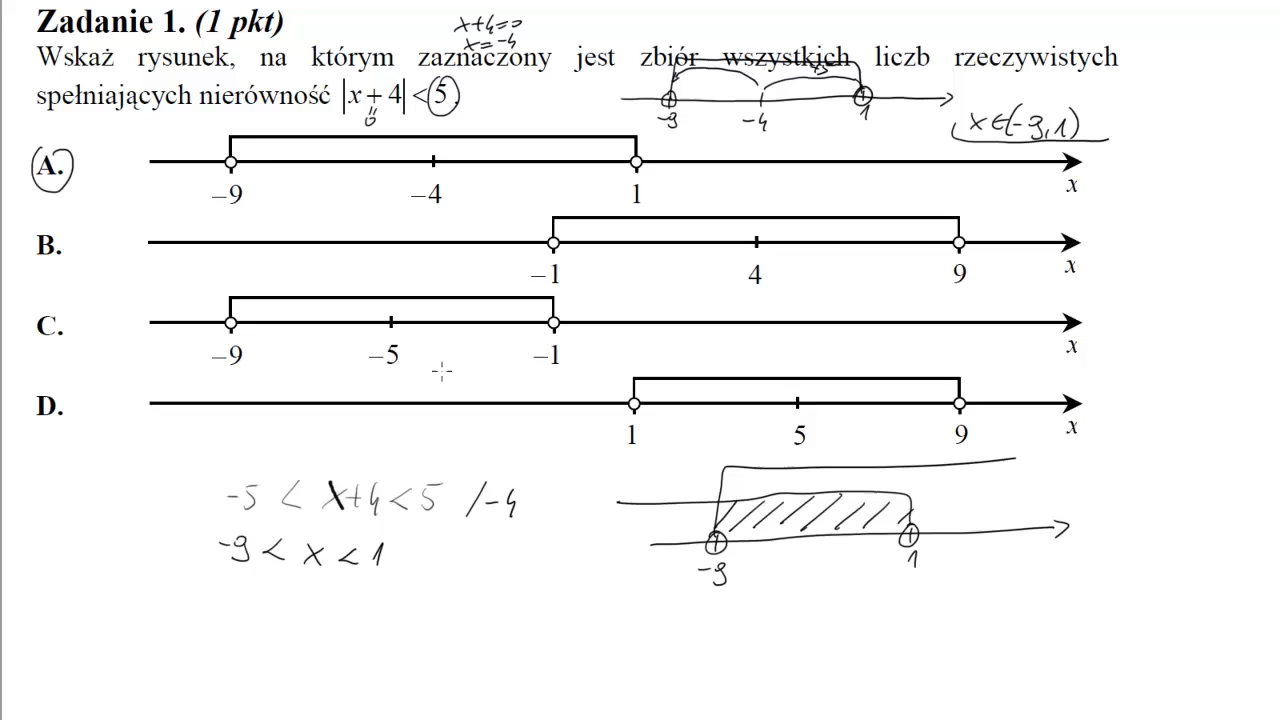 Zadanie 1. (1 pkt)
x+4=0
x=-4
Wskaż rysunek, na którym zaznaczony jest zbiór wszystkich liczb rzeczywistych
spełniających nierówność |x + 4| < 5.
0
-9 -4 1
x∈(-9,1)
A.
–9 –4 1 x
B.
–1 4 9 x
C.
–9 –5 –1 x
D.
1 5 9 x
-5 < x+4 < 5 /-4
-9 < x < 1
-9 1